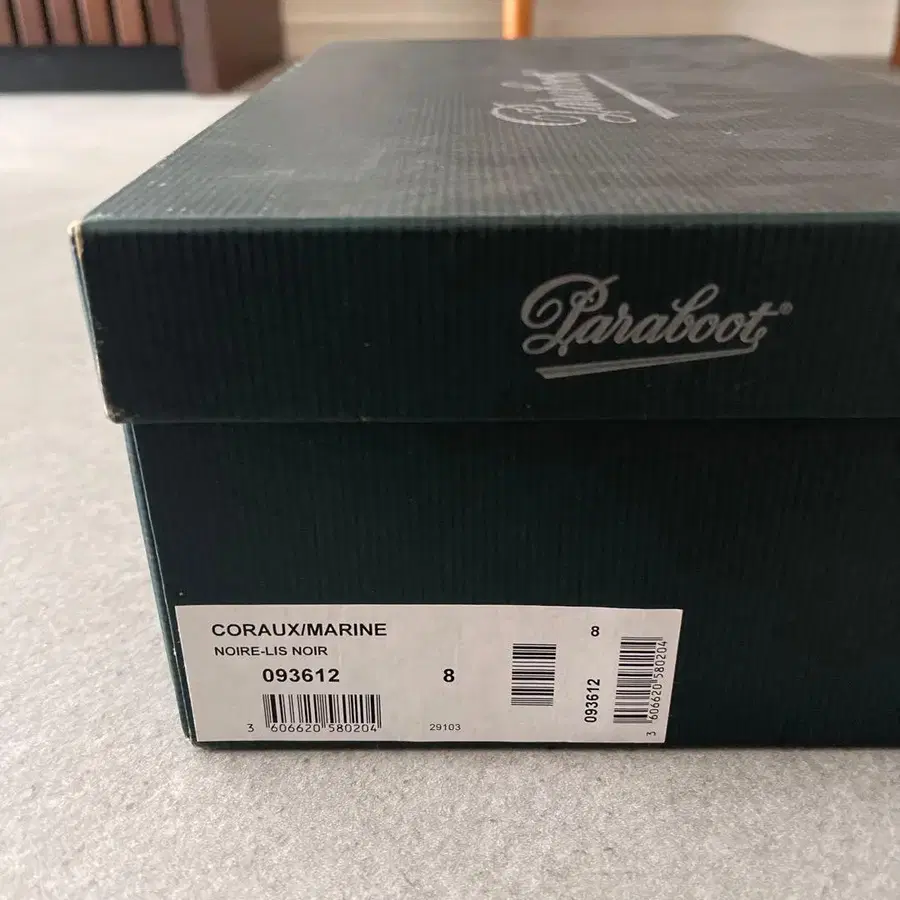 Paraboot
Paraboot®
CORAUX/MARINE
NOIRE-LIS NOIR
093612
8
3 606620 580204
29103
8
093612
3 606620 580204